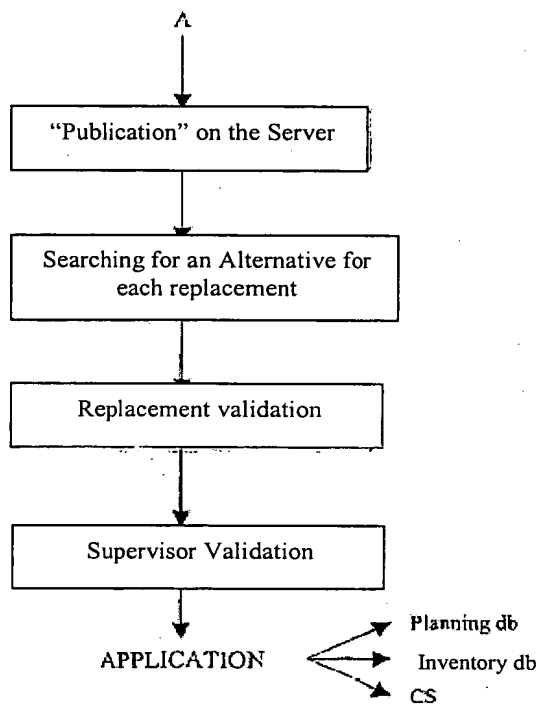 A
“Publication” on the Server
Searching for an Alternative for
each replacement
Replacement validation
Supervisor Validation
APPLICATION
Planning db
Inventory db
CS